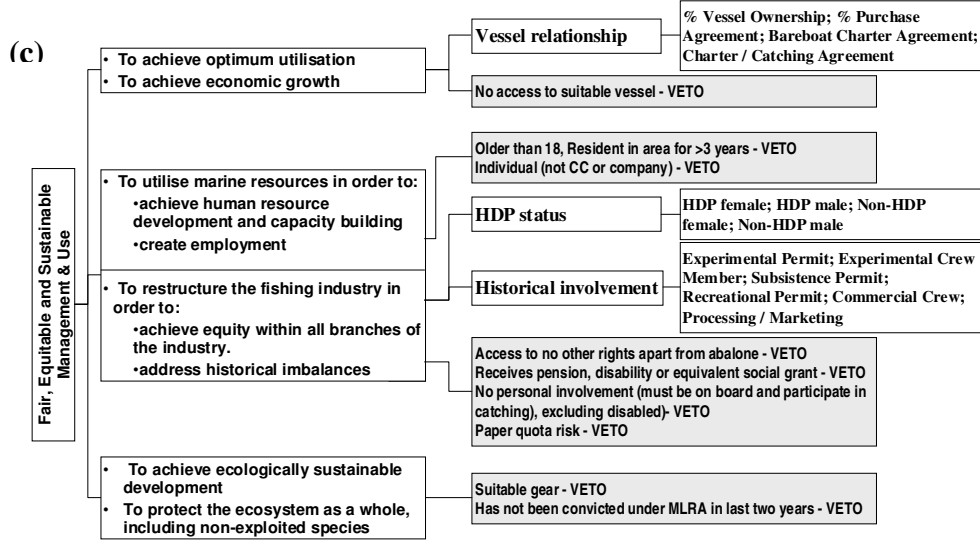 (c)
Fair, Equitable and Sustainable
Management & Use
• To achieve optimum utilisation
• To achieve economic growth
Vessel relationship
% Vessel Ownership; % Purchase
Agreement; Bareboat Charter Agreement;
Charter / Catching Agreement
No access to suitable vessel - VETO
• To utilise marine resources in order to:
•achieve human resource
development and capacity building
•create employment
Older than 18, Resident in area for >3 years - VETO
Individual (not CC or company) - VETO
• To restructure the fishing industry in
order to:
•achieve equity within all branches of
the industry.
•address historical imbalances
HDP status
HDP female; HDP male; Non-HDP
female; Non-HDP male
Historical involvement
Experimental Permit; Experimental Crew
Member; Subsistence Permit;
Recreational Permit; Commercial Crew;
Processing / Marketing
Access to no other rights apart from abalone - VETO
Receives pension, disability or equivalent social grant - VETO
No personal involvement (must be on board and participate in
catching), excluding disabled)- VETO
Paper quota risk - VETO
• To achieve ecologically sustainable
development
• To protect the ecosystem as a whole,
including non-exploited species
Suitable gear - VETO
Has not been convicted under MLRA in last two years - VETO